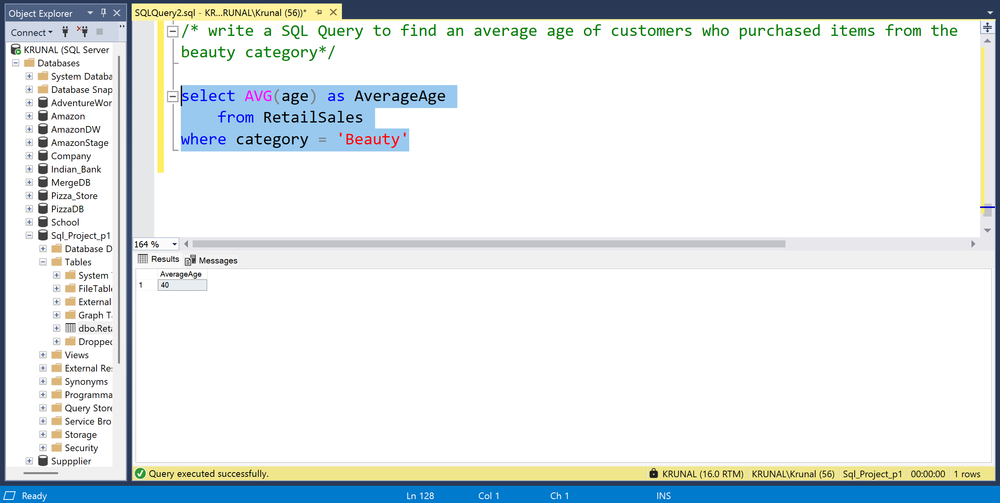 Object Explorer
Connect
KRUNAL (SQL Server
Databases
System Databa
Database Snap
AdventureWor
Amazon
AmazonDW
AmazonStage
Company
Indian_Bank
MergeDB
Pizza_Store
PizzaDB
School
Sql_Project_p1
Database D
Tables
System
FileTable
External
Graph Ta
dbo.Reta
Dropped
Views
External Res
Synonyms
Programma
Query Store
Service Bro
Storage
Security
Suppplier
SQLQuery2.sql - KR...RUNAL\Krunal (56))*
/* write a SQL Query to find an average age of customers who purchased items from the
beauty category*/
select AVG(age) as AverageAge
from RetailSales
where category = 'Beauty'
164 %
Results Messages
AverageAge
1 40
Query executed successfully. KRUNAL (16.0 RTM) KRUNAL\Krunal (56) Sql_Project_p1 00:00:00 1 rows
Ready Ln 128 Col 1 Ch 1 INS